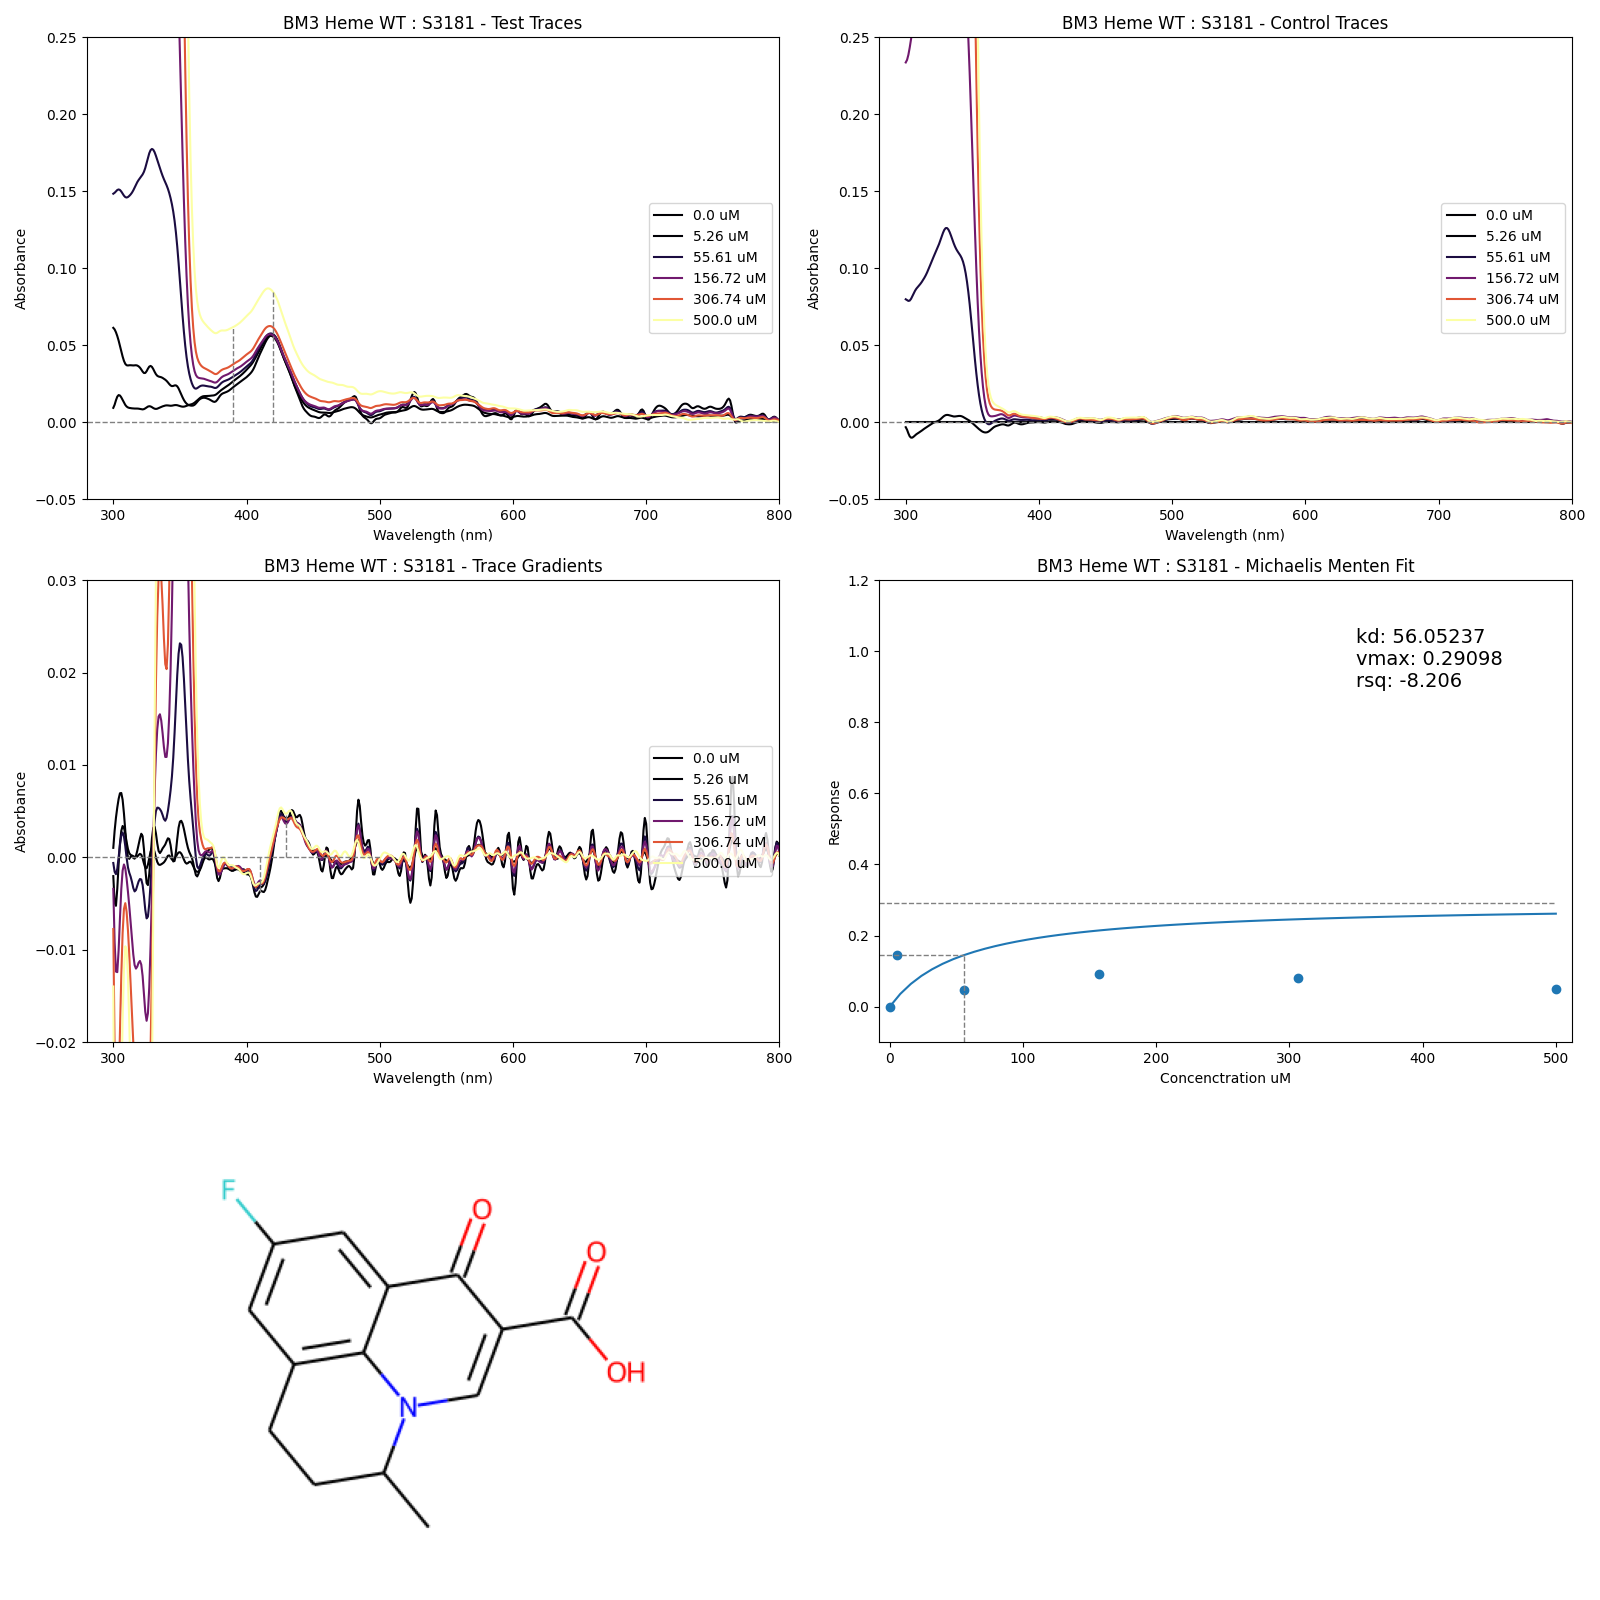 BM3 Heme WT : S3181 - Test Traces
0.25
0.20
0.15
0.10
0.05
0.00
−0.05
Absorbance
300
400
500
600
700
800
Wavelength (nm)
0.0 uM
5.26 uM
55.61 uM
156.72 uM
306.74 uM
500.0 uM
BM3 Heme WT : S3181 - Control Traces
0.25
0.20
0.15
0.10
0.05
0.00
−0.05
Absorbance
300
400
500
600
700
800
Wavelength (nm)
0.0 uM
5.26 uM
55.61 uM
156.72 uM
306.74 uM
500.0 uM
BM3 Heme WT : S3181 - Trace Gradients
0.03
0.02
0.01
0.00
−0.01
−0.02
Absorbance
300
400
500
600
700
800
Wavelength (nm)
0.0 uM
5.26 uM
55.61 uM
156.72 uM
306.74 uM
500.0 uM
BM3 Heme WT : S3181 - Michaelis Menten Fit
1.2
1.0
0.8
0.6
0.4
0.2
0.0
Response
0
100
200
300
400
500
Concenctration uM
kd: 56.05237
vmax: 0.29098
rsq: -8.206
F
O
O
OH
N